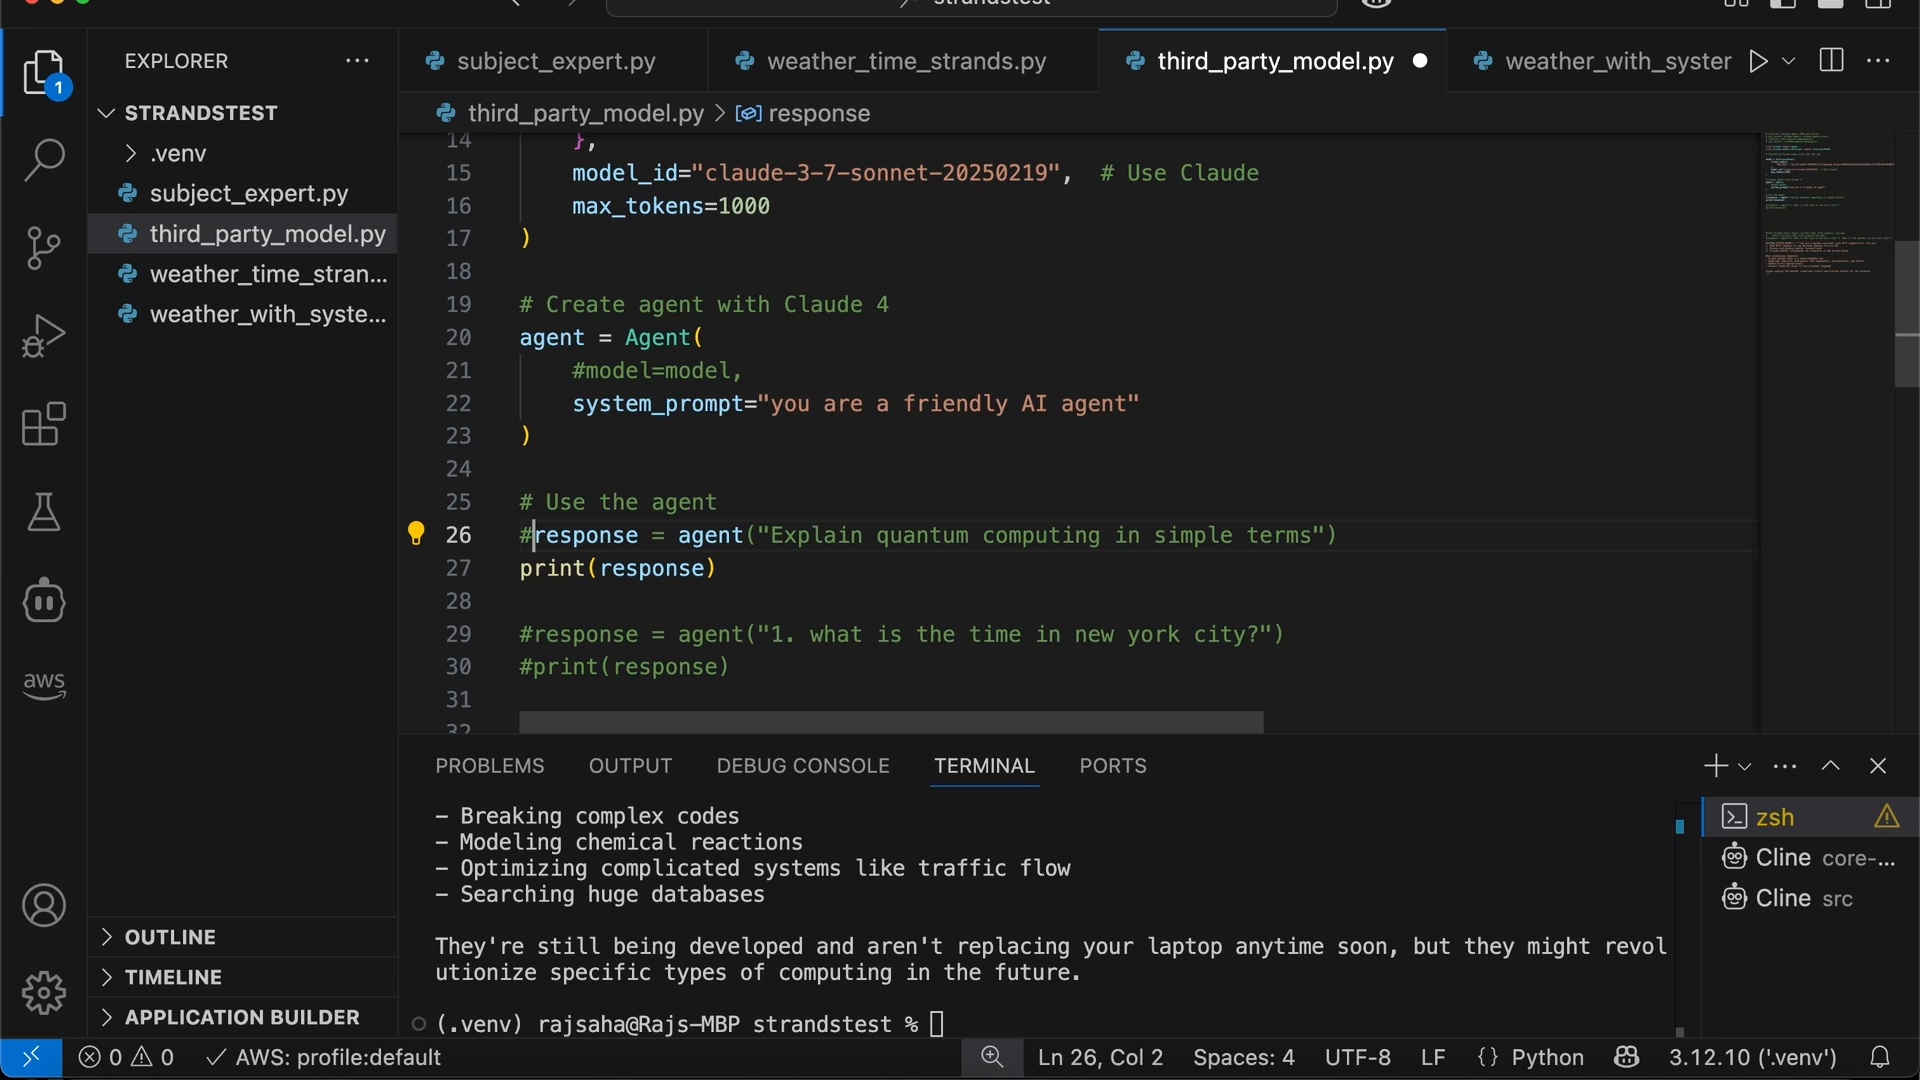 EXPLORER
1
STRANDSTEST
.venv
subject_expert.py
third_party_model.py
weather_time_stran...
weather_with_syste...
aws
OUTLINE
TIMELINE
APPLICATION BUILDER
subject_expert.py
weather_time_strands.py
third_party_model.py
weather_with_syster
third_party_model.py > response
14 },
15 model_id="claude-3-7-sonnet-20250219", # Use Claude
16 max_tokens=1000
17 )
18
19 # Create agent with Claude 4
20 agent = Agent(
21 #model=model,
22 system_prompt="you are a friendly AI agent"
23 )
24
25 # Use the agent
26 #response = agent("Explain quantum computing in simple terms")
27 print(response)
28
29 #response = agent("1. what is the time in new york city?")
30 #print(response)
31
32
PROBLEMS OUTPUT DEBUG CONSOLE TERMINAL PORTS
- Breaking complex codes
- Modeling chemical reactions
- Optimizing complicated systems like traffic flow
- Searching huge databases
They're still being developed and aren't replacing your laptop anytime soon, but they might revol
utionize specific types of computing in the future.
(.venv) rajsaha@Rajs-MBP strandstest %
zsh
Cline core-...
Cline src
0 0 AWS: profile:default Ln 26, Col 2 Spaces: 4 UTF-8 LF {} Python 3.12.10 ('.venv')